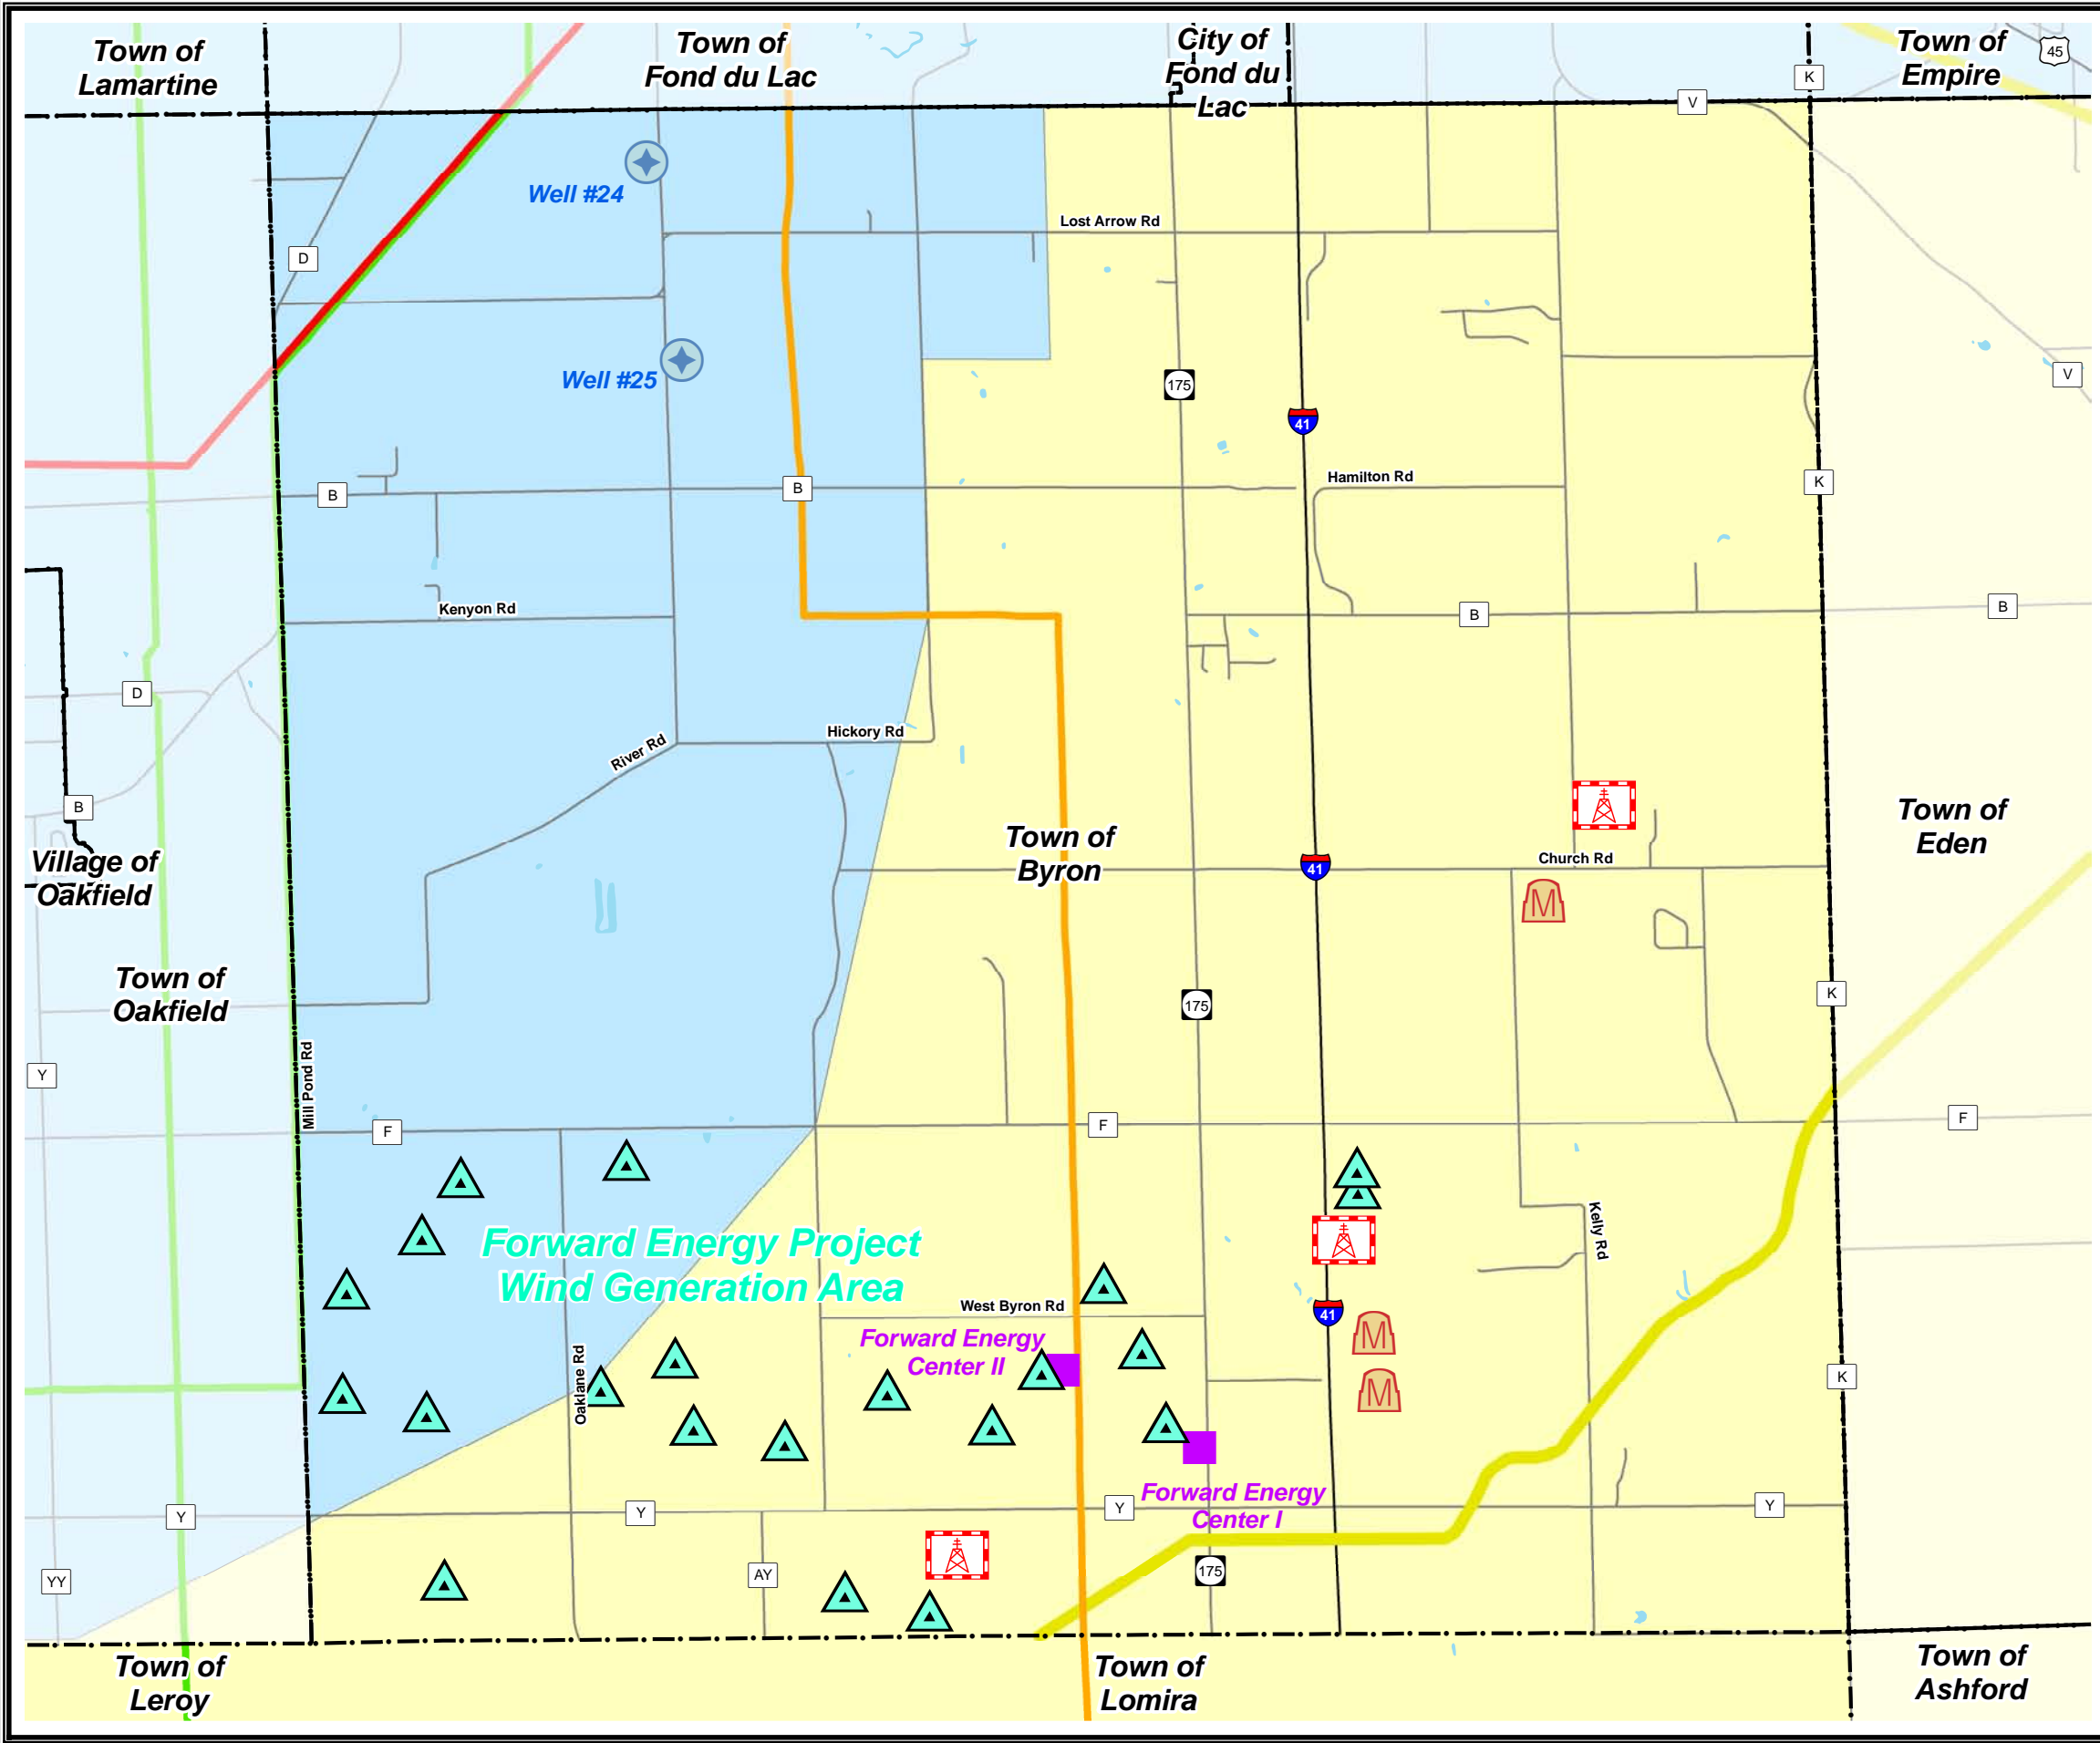 Town of
Lamartine
Town of
Fond du Lac
City of
Fond du
Lac
Town of
Empire
45
K
V
Well #24
Lost Arrow Rd
D
Well #25
175
V
41
Hamilton Rd
B
B
K
Kenyon Rd
B
B
D
Hickory Rd
River Rd
B
Town of
Byron
Town of
Eden
Village of
Oakfield
41
Church Rd
Town of
Oakfield
175
K
Y
Mill Pond Rd
F
F
F
Forward Energy Project
Wind Generation Area
Kelly Rd
West Byron Rd
41
Forward Energy
Center II
Oaklane Rd
K
Forward Energy
Center I
Y
Y
Y
Y
YY
AY
175
Town of
Leroy
Town of
Lomira
Town of
Ashford
M
M
M